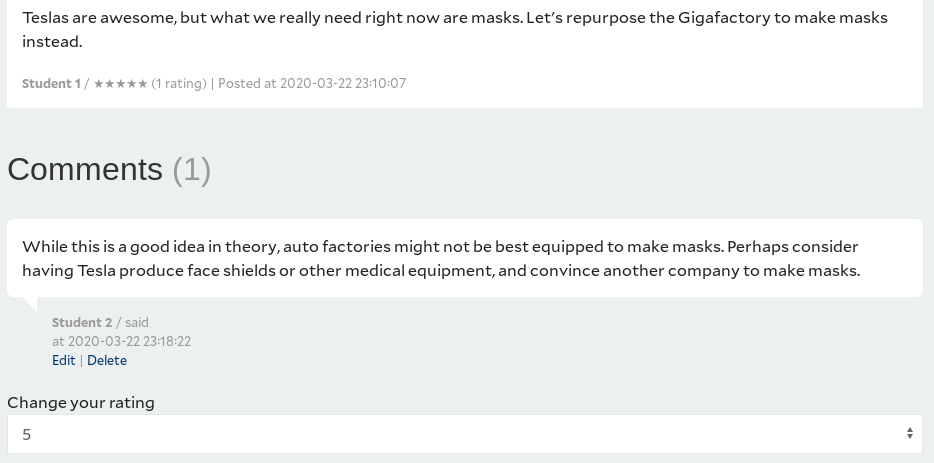 Teslas are awesome, but what we really need right now are masks. Let's repurpose the Gigafactory to make masks
instead.
Student 1 / ★★★★★ (1 rating) | Posted at 2020-03-22 23:10:07
Comments (1)
While this is a good idea in theory, auto factories might not be best equipped to make masks. Perhaps consider
having Tesla produce face shields or other medical equipment, and convince another company to make masks.
Student 2 / said
at 2020-03-22 23:18:22
Edit | Delete
Change your rating
5